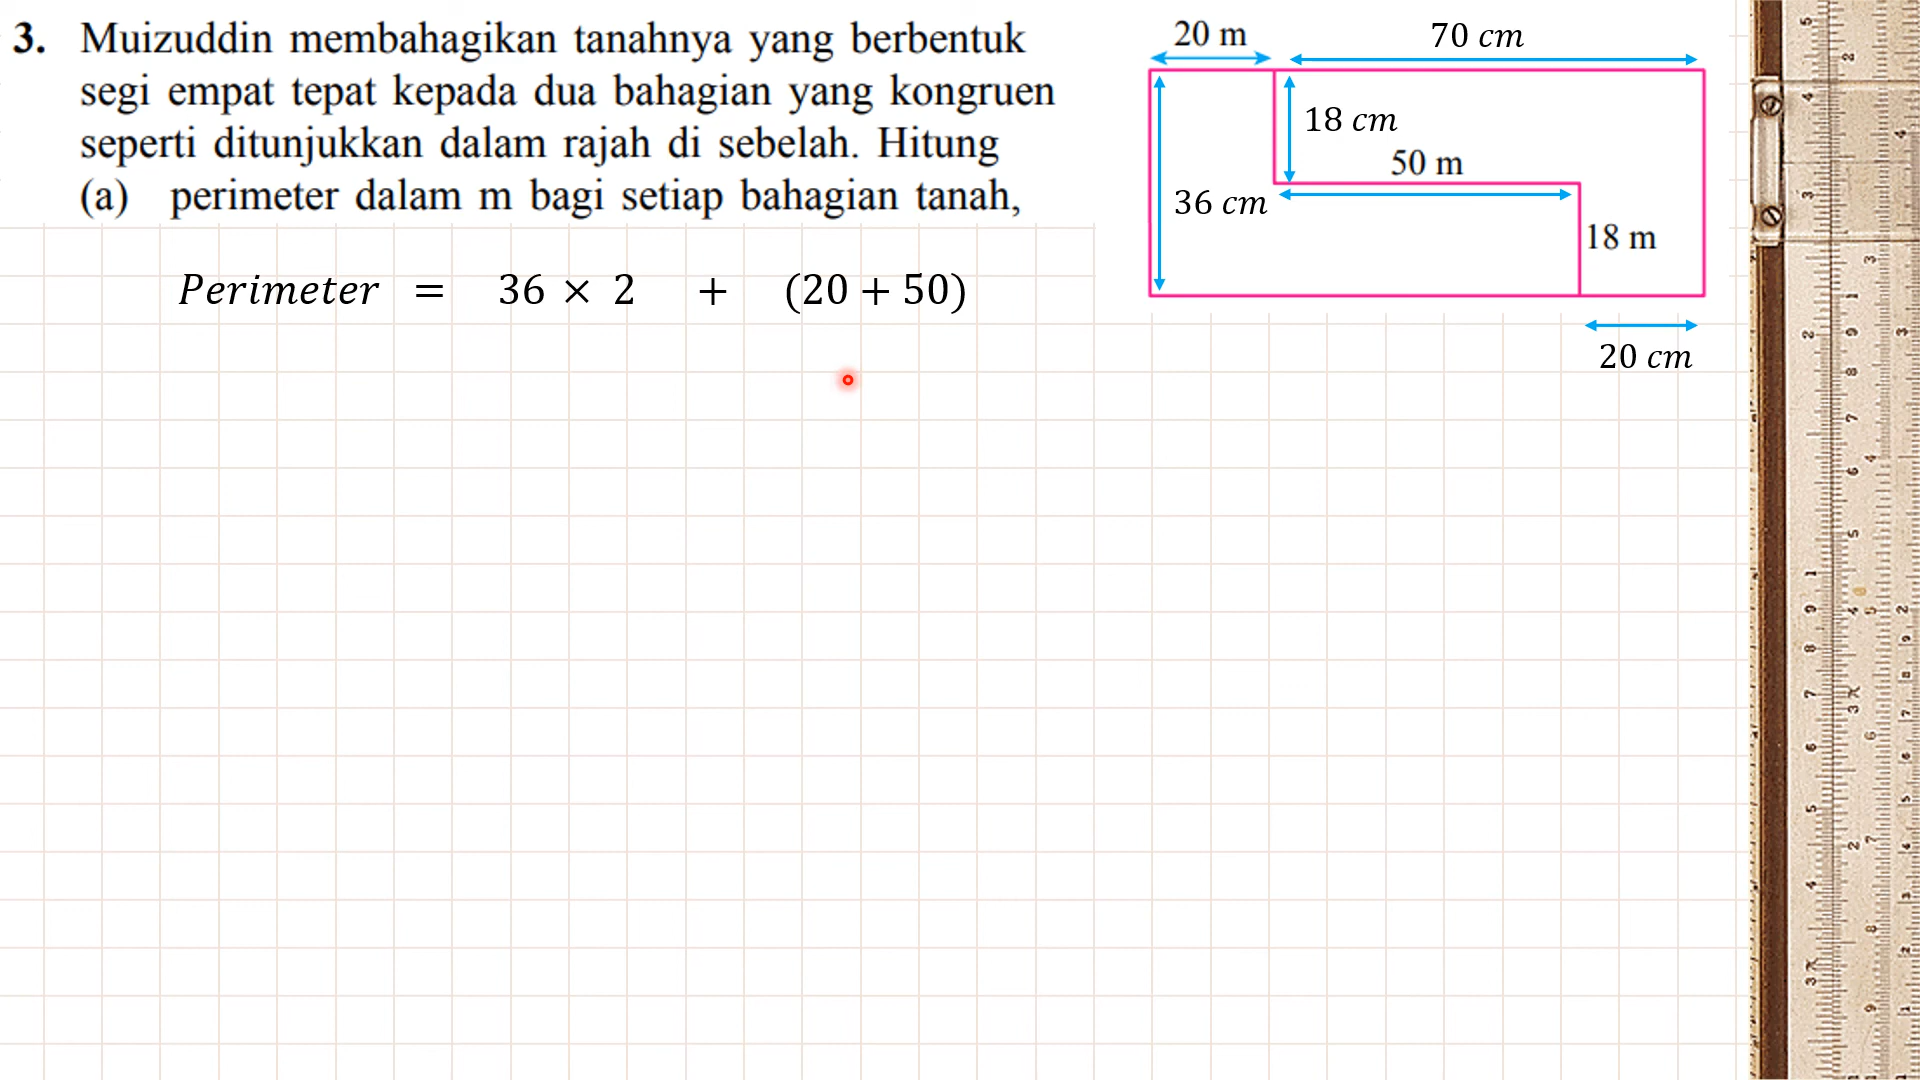 3. Muizuddin membahagikan tanahnya yang berbentuk
segi empat tepat kepada dua bahagian yang kongruen
seperti ditunjukkan dalam rajah di sebelah. Hitung
(a) perimeter dalam m bagi setiap bahagian tanah,
Perimeter = 36 × 2 + (20 + 50)
20 m
70 cm
18 cm
50 m
36 cm
18 m
20 cm